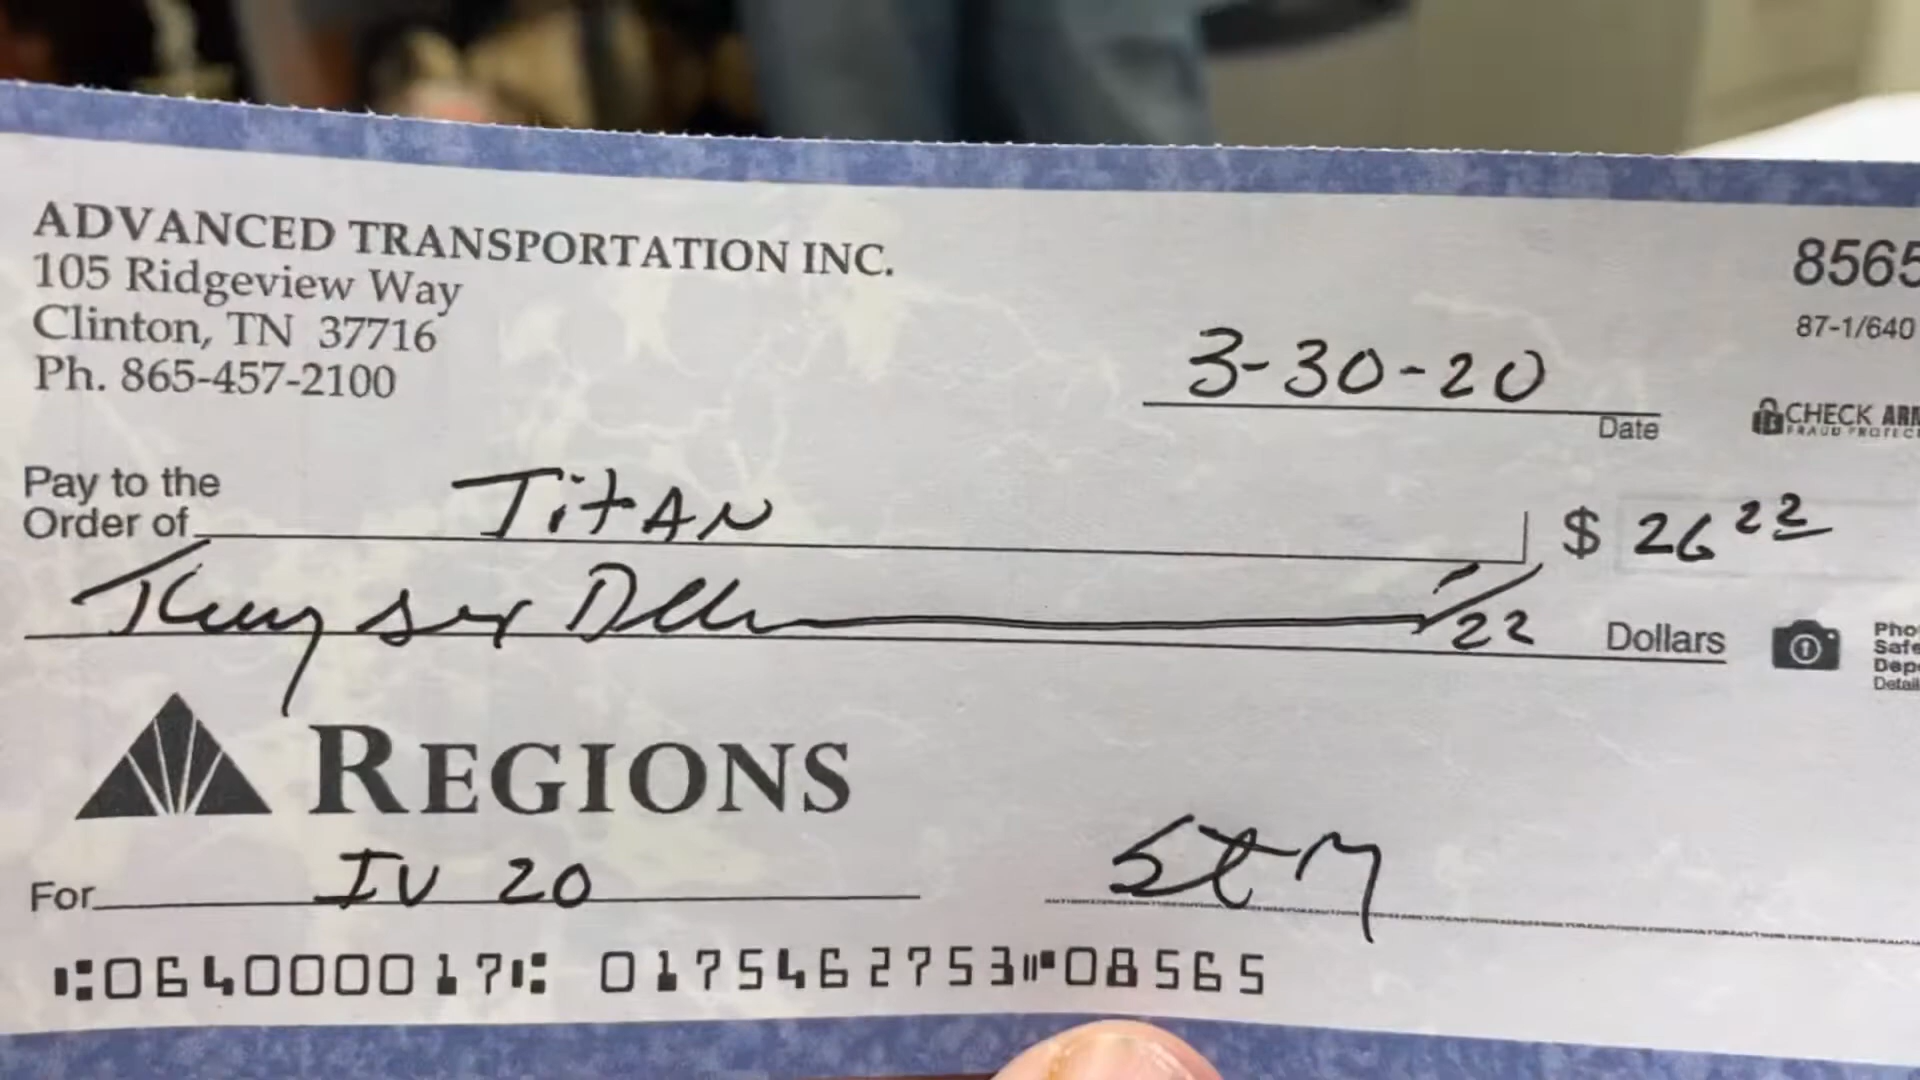 ADVANCED TRANSPORTATION INC.
105 Ridgeview Way
Clinton, TN 37716
Ph. 865-457-2100
8565
87-1/640
3-30-20
Date
CHECK
Pay to the
Order of
TitAN
$ 26 22
22
Dollars
REGIONS
For
IV 20
064000017 0175462753 08565